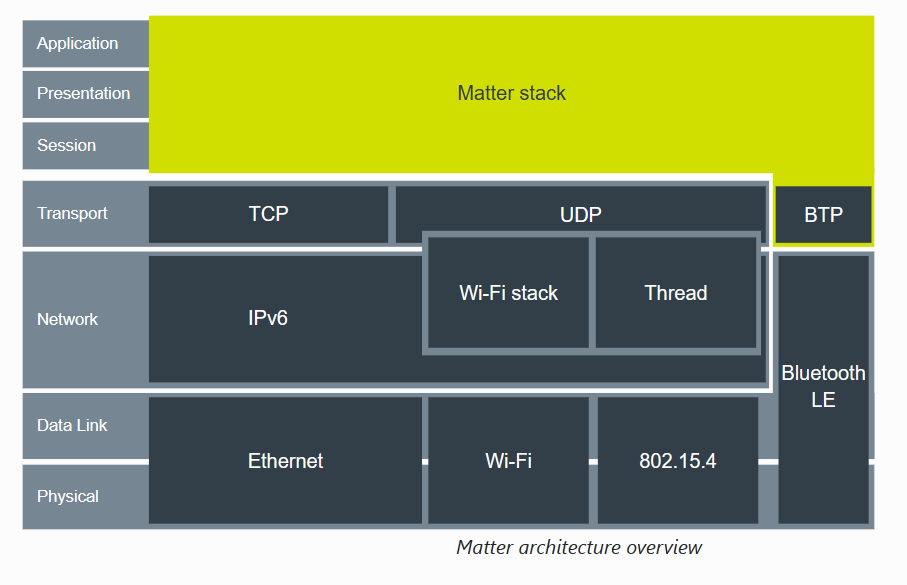 Application
Matter stack
Presentation
Session
Transport
TCP
UDP
BTP
Network
IPv6
Wi-Fi stack
Thread
Bluetooth
LE
Data Link
Ethernet
Wi-Fi
802.15.4
Physical
Matter architecture overview